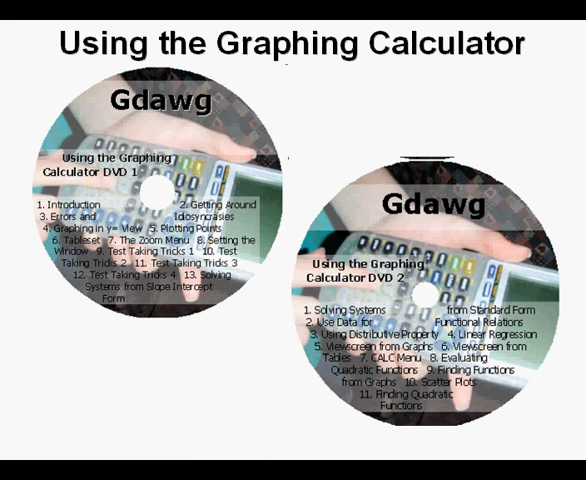 Using the Graphing Calculator
Gdawg
Using the Graphing
Calculator DVD 1
1. Introduction 2. Getting Around
3. Errors and Idiosyncrasies
4. Graphing in y= View 5. Plotting Points
6. Tableset 7. The Zoom Menu 8. Setting the
Window 9. Test Taking Tricks 1 10. Test
Taking Tricks 2 11. Test Taking Tricks 3
12. Test Taking Tricks 4 13. Solving
Systems from Slope Intercept
Form
Gdawg
Using the Graphing
Calculator DVD 2
1. Solving Systems from Standard Form
2. Use Data for Functional Relations
3. Using Distributive Property 4. Linear Regression
5. Viewscreen from Graphs 6. Viewscreen from
Tables 7. CALC Menu 8. Evaluating
Quadratic Functions 9. Finding Functions
from Graphs 10. Scatter Plots
11. Finding Quadratic
Functions